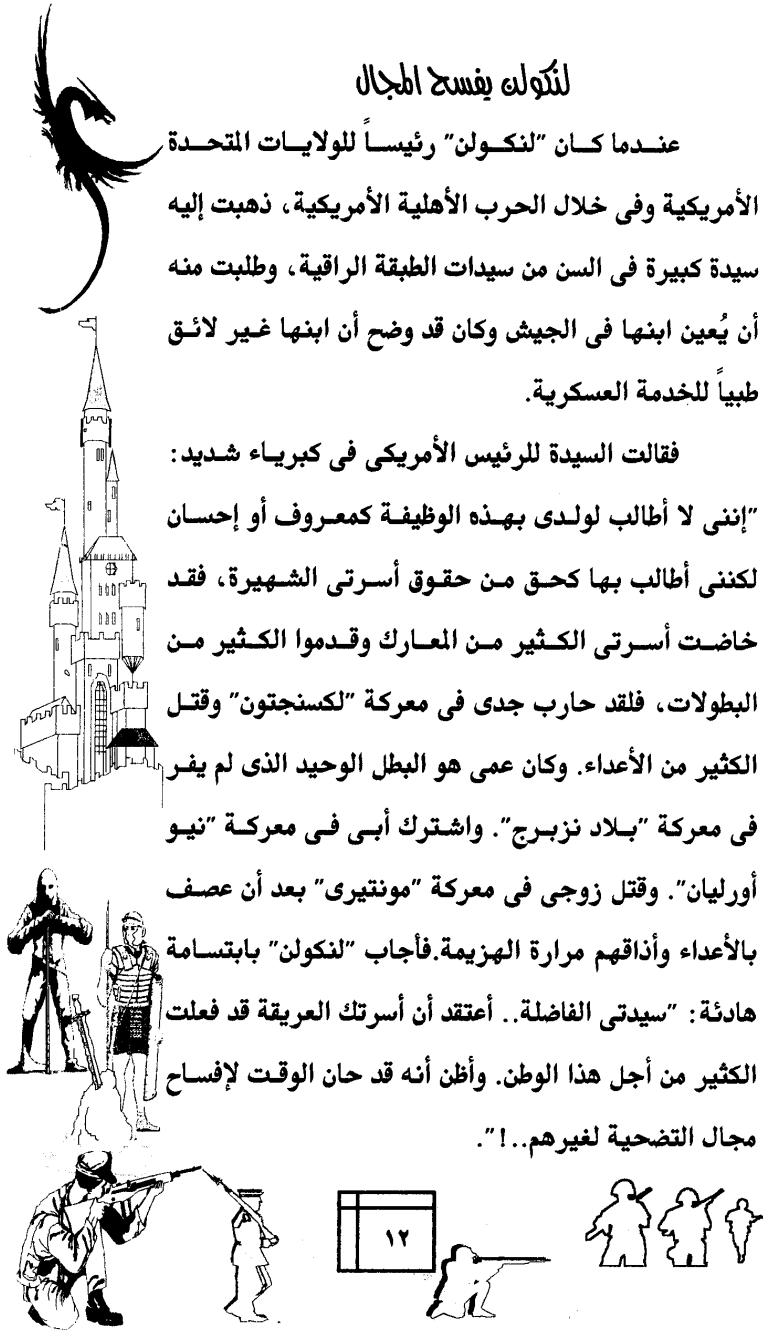 لنكولن يفسح المجال
عندما كان "لنكولن" رئيساً للولايات المتحدة
الأمريكية وفى خلال الحرب الأهلية الأمريكية، ذهبت إليه
سيدة كبيرة فى السن من سيدات الطبقة الراقية، وطلبت منه
أن يُعين ابنها فى الجيش وكان قد وضح أن ابنها غير لائق
طبياً للخدمة العسكرية.
فقالت السيدة للرئيس الأمريكى فى كبرياء شديد:
"إننى لا أطالب لولدى بهذه الوظيفة كمعروف أو إحسان
لكننى أطالب بها كحق من حقوق أسرتى الشهيرة، فقد
خاضت أسرتى الكثير من المعارك وقدموا الكثير من
البطولات، فلقد حارب جدى فى معركة "لكسنجتون" وقتل
الكثير من الأعداء. وكان عمى هو البطل الوحيد الذى لم يفر
فى معركة "بلاد نزبرج". واشترك أبى فى معركة "نيو
أورليان". وقتل زوجى فى معركة "مونتيرى" بعد أن عصف
بالأعداء وأذاقهم مرارة الهزيمة.فأجاب "لنكولن" بابتسامة
هادئة: "سيدتى الفاضلة.. أعتقد أن أسرتك العريقة قد فعلت
الكثير من أجل هذا الوطن. وأظن أنه قد حان الوقت لإفساح
مجال التضحية لغيرهم..!".
١٢